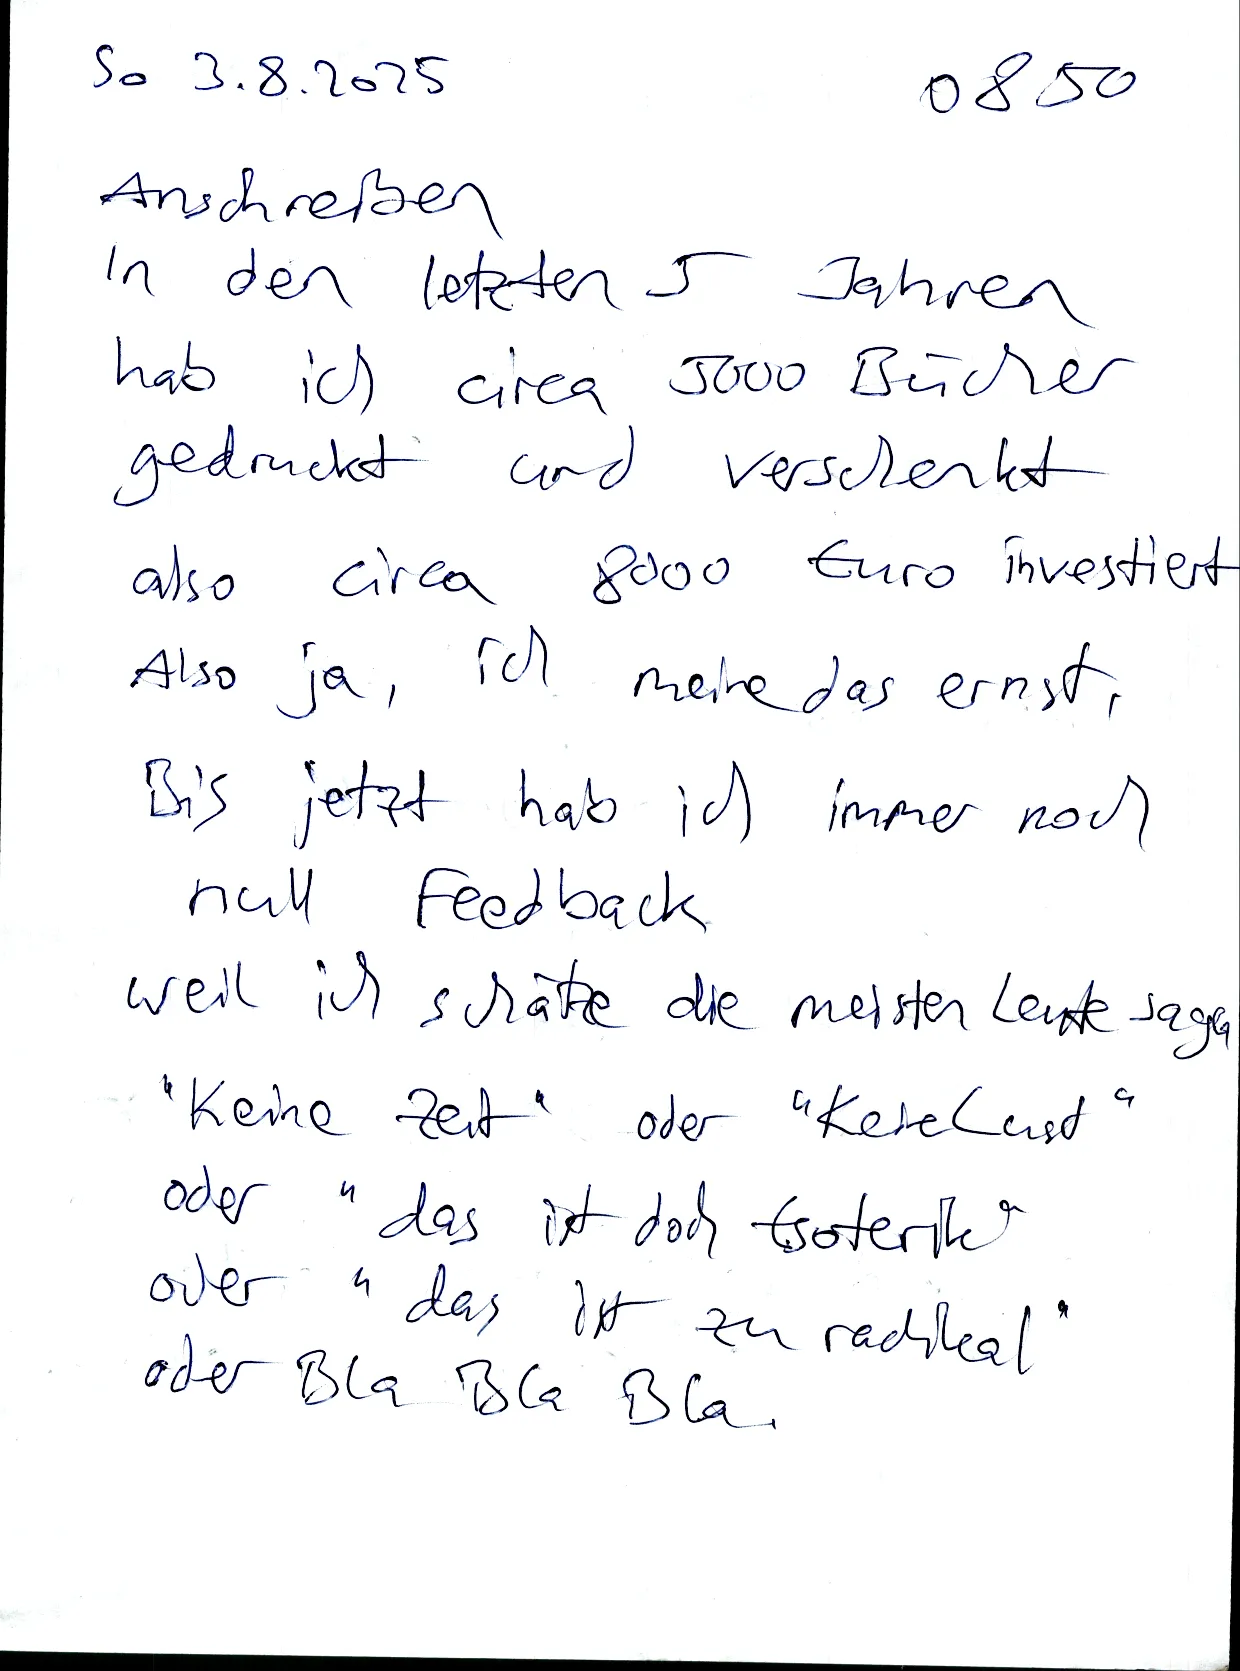 So 3.8.2025 0850
Anschreiben
In den letzten 5 Jahren
hab ich circa 5000 Bücher
gedruckt und verschenkt
also circa 8000 Euro investiert
Also ja, ich meine das ernst,
Bis jetzt hab ich immer noch
null Feedback
weil ich schätze die meisten Leute sagen
"Keine Zeit" oder "Keine Lust"
oder "das ist doch Esoterik"
oder "das ist zu radikal"
oder Bla Bla Bla.